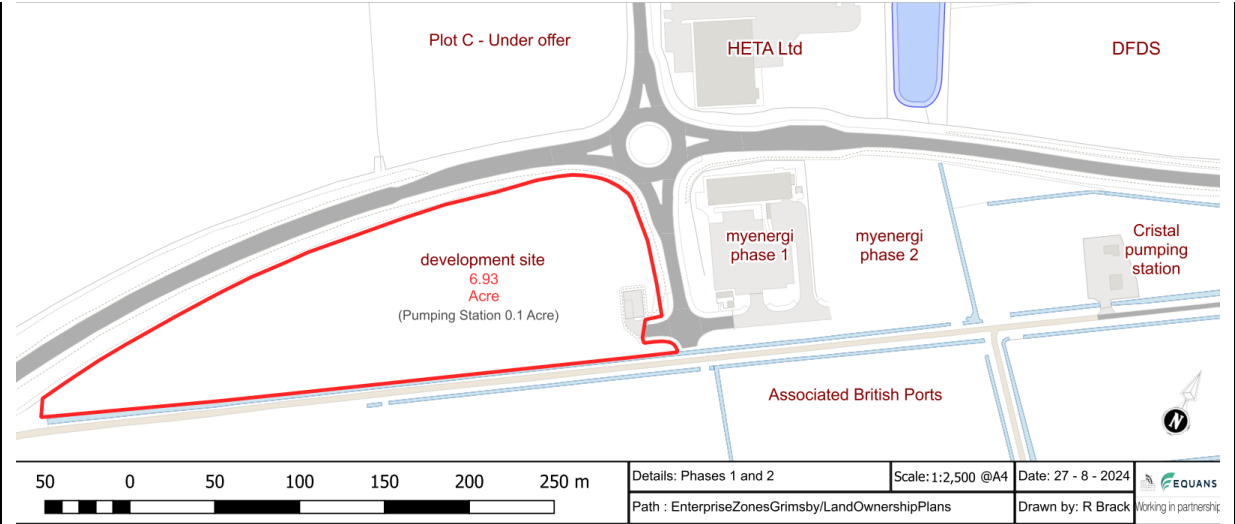 Plot C - Under offer
HETA Ltd
DFDS
development site
6.93
Acre
(Pumping Station 0.1 Acre)
myenergi
phase 1
myenergi
phase 2
Cristal
pumping
station
Associated British Ports
N
50 0 50 100 150 200 250 m
Details: Phases 1 and 2
Scale: 1:2,500 @A4
Date: 27 - 8 - 2024
Path : EnterpriseZonesGrimsby/LandOwnershipPlans
Drawn by: R Brack
EQUANS
Working in partnership